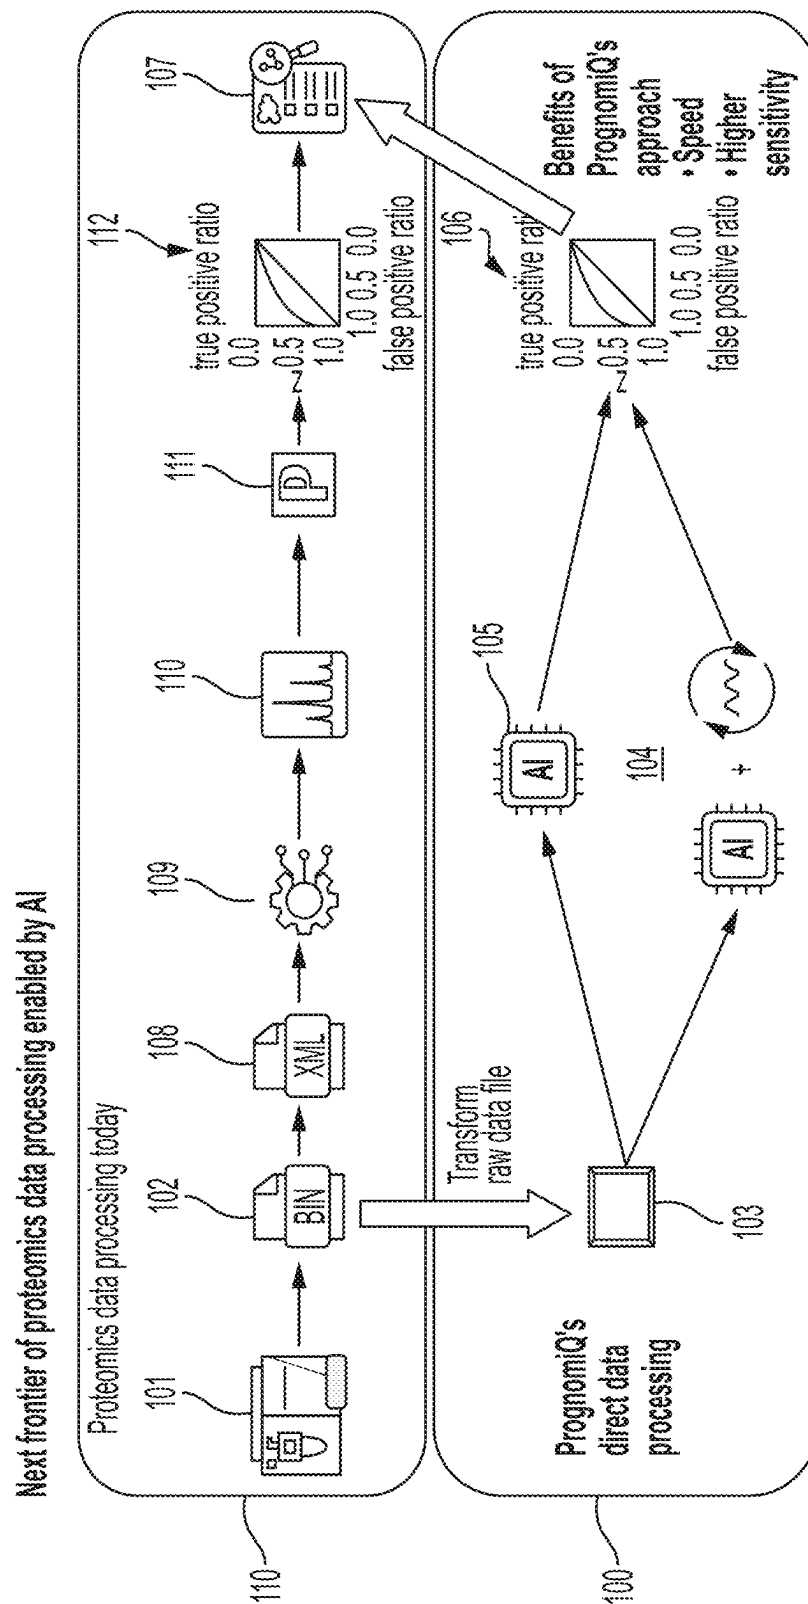 Next frontier of proteomics data processing enabled by AI
Proteomics data processing today
110
101
102
BIN
108
XML
109
110
111
P
112
true positive ratio
0.0
0.5
1.0
Z
1.0 0.5 0.0
false positive ratio
107
Transform
raw data file
PrognomiQ's
direct data
processing
100
103
AI
105
104
AI
+
106
true positive ratio
0.0
0.5
1.0
Z
1.0 0.5 0.0
false positive ratio
Benefits of
PrognomiQ's
approach
• Speed
• Higher
sensitivity